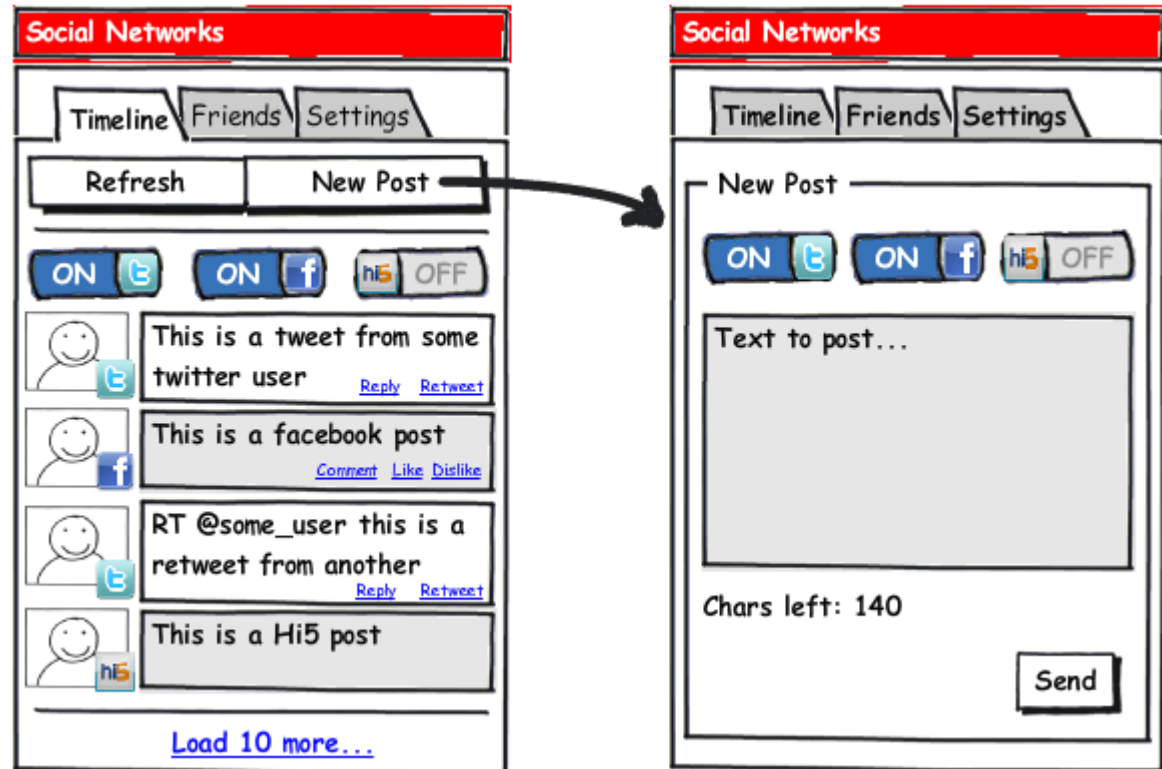 Social Networks
Timeline Friends Settings
Refresh New Post
ON t ON f hi5 OFF
This is a tweet from some
twitter user Reply Retweet
t
This is a facebook post
Comment Like Dislike
f
RT @some_user this is a
retweet from another
Reply Retweet
t
This is a Hi5 post
hi5
Load 10 more...
Social Networks
Timeline Friends Settings
New Post
ON t ON f hi5 OFF
Text to post...
Chars left: 140
Send